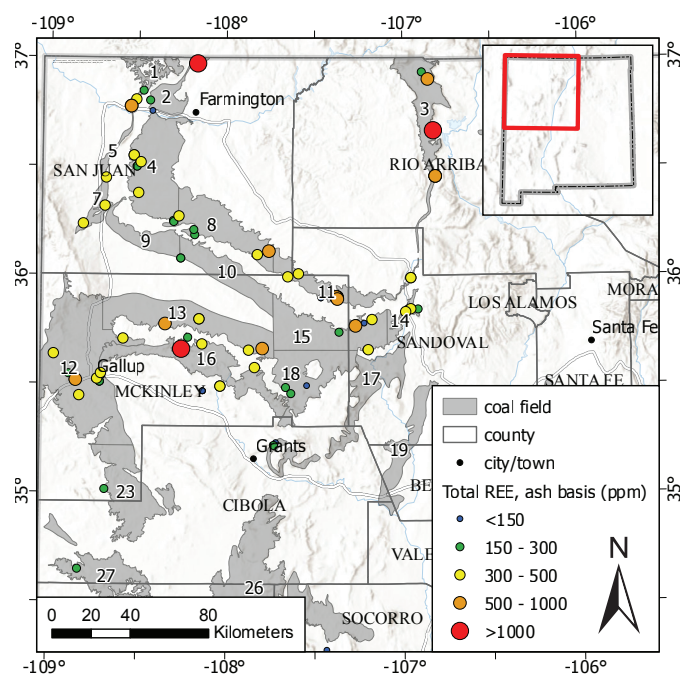 -109° -108° -107° -106°
37° 37°
1
2
Farmington
3
5
SAN JUAN 4
RIO ARRIBA
7
8
9
10
36° 36°
11
MORA
LOS ALAMOS
13
14
Santa Fe
15
SANDOVAL
16
12 Gallup
18
17
SANTA FE
MCKINLEY
coal field
county
19
Grants
city/town
BE
23
35°
Total REE, ash basis (ppm)
CIBOLA
<150
150 - 300
VALE
27
300 - 500
26
500 - 1000
N
SOCORRO
>1000
0 20 40 80
Kilometers
-109° -108° -107° -106°